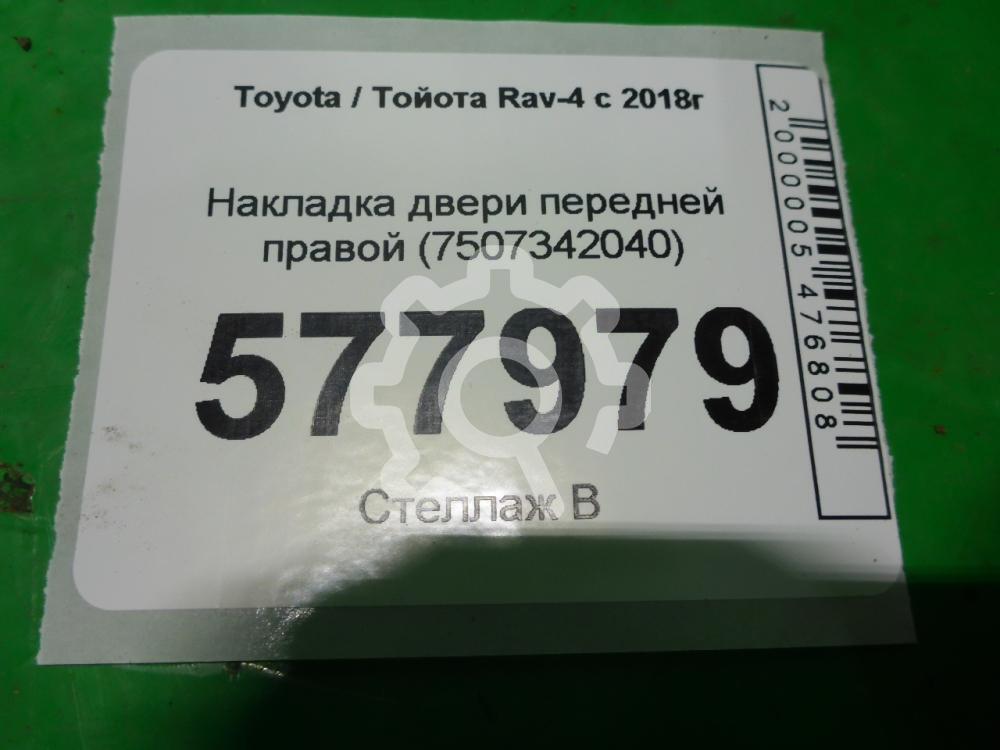 Toyota / Тойота Rav-4 с 2018г
Накладка двери передней
правой (7507342040)
577979
Стеллаж В
2000005476808